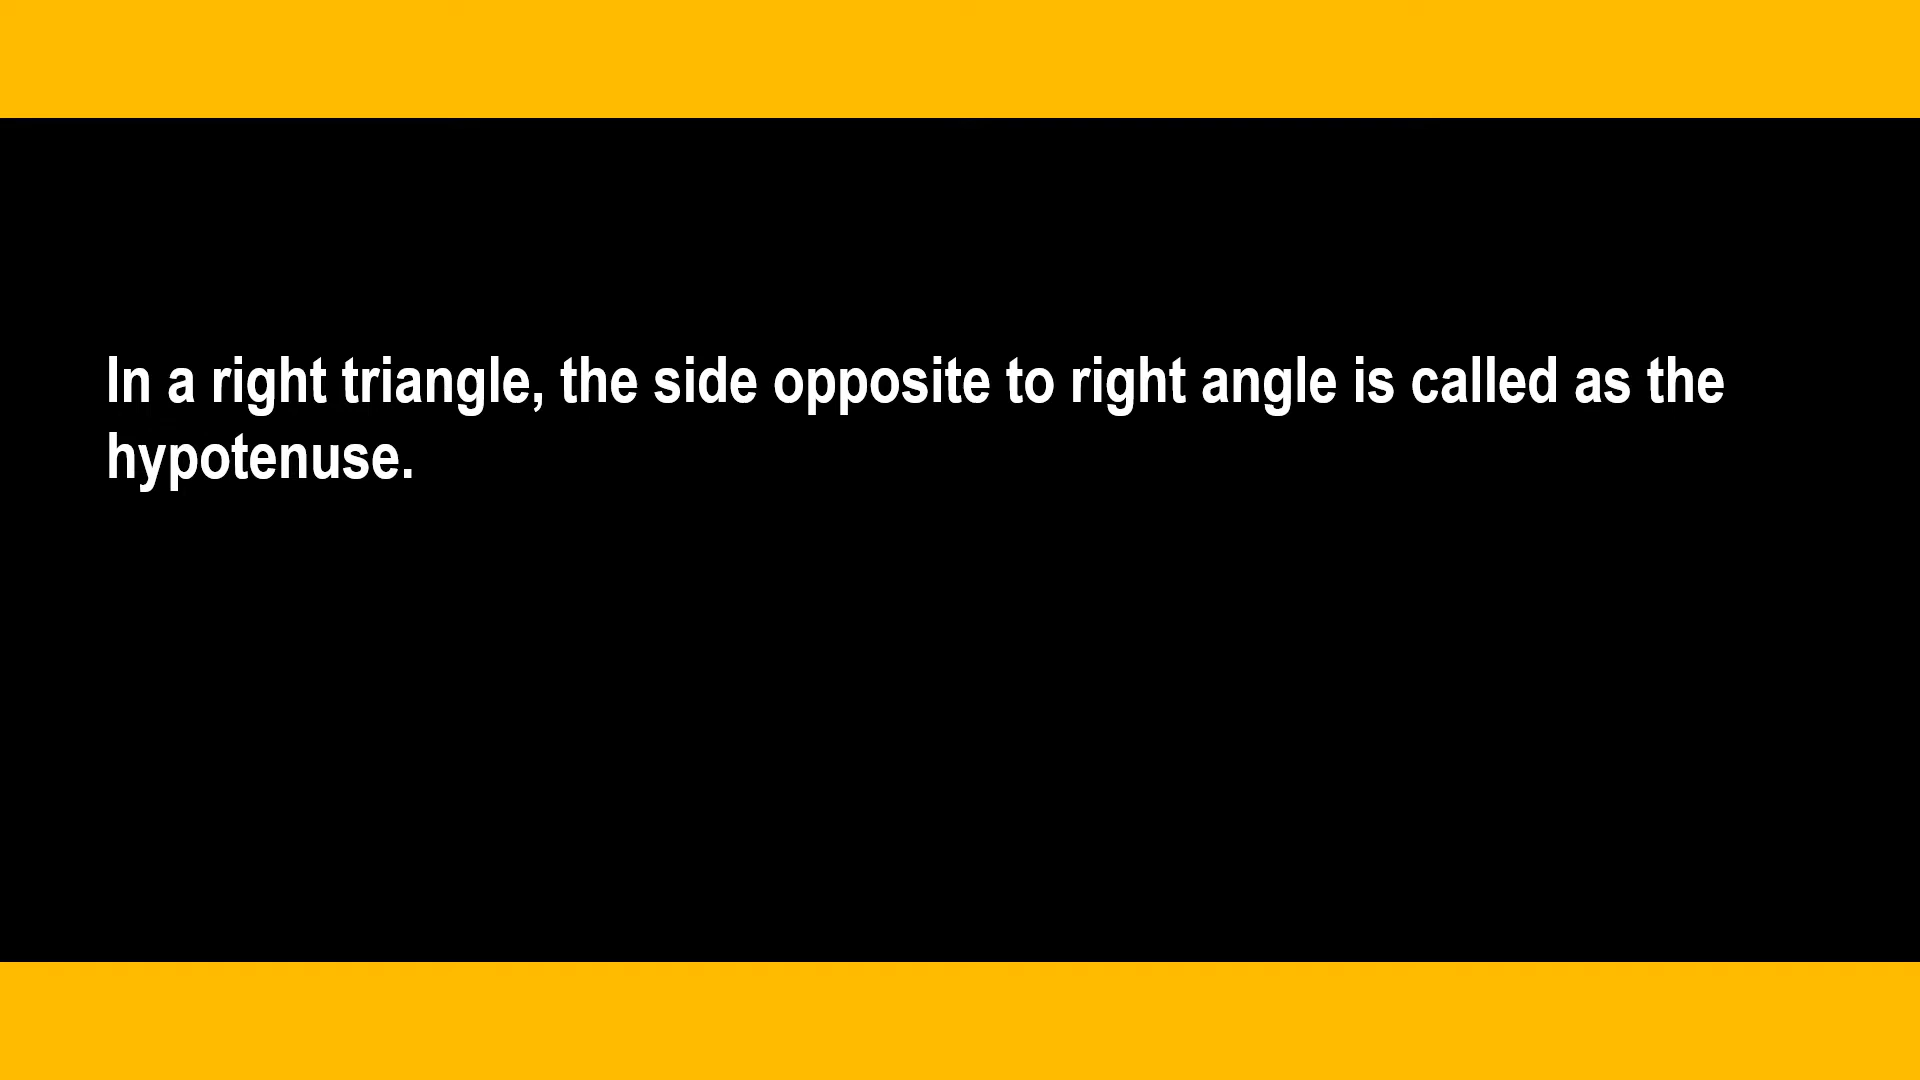 In a right triangle, the side opposite to right angle is called as the
hypotenuse.